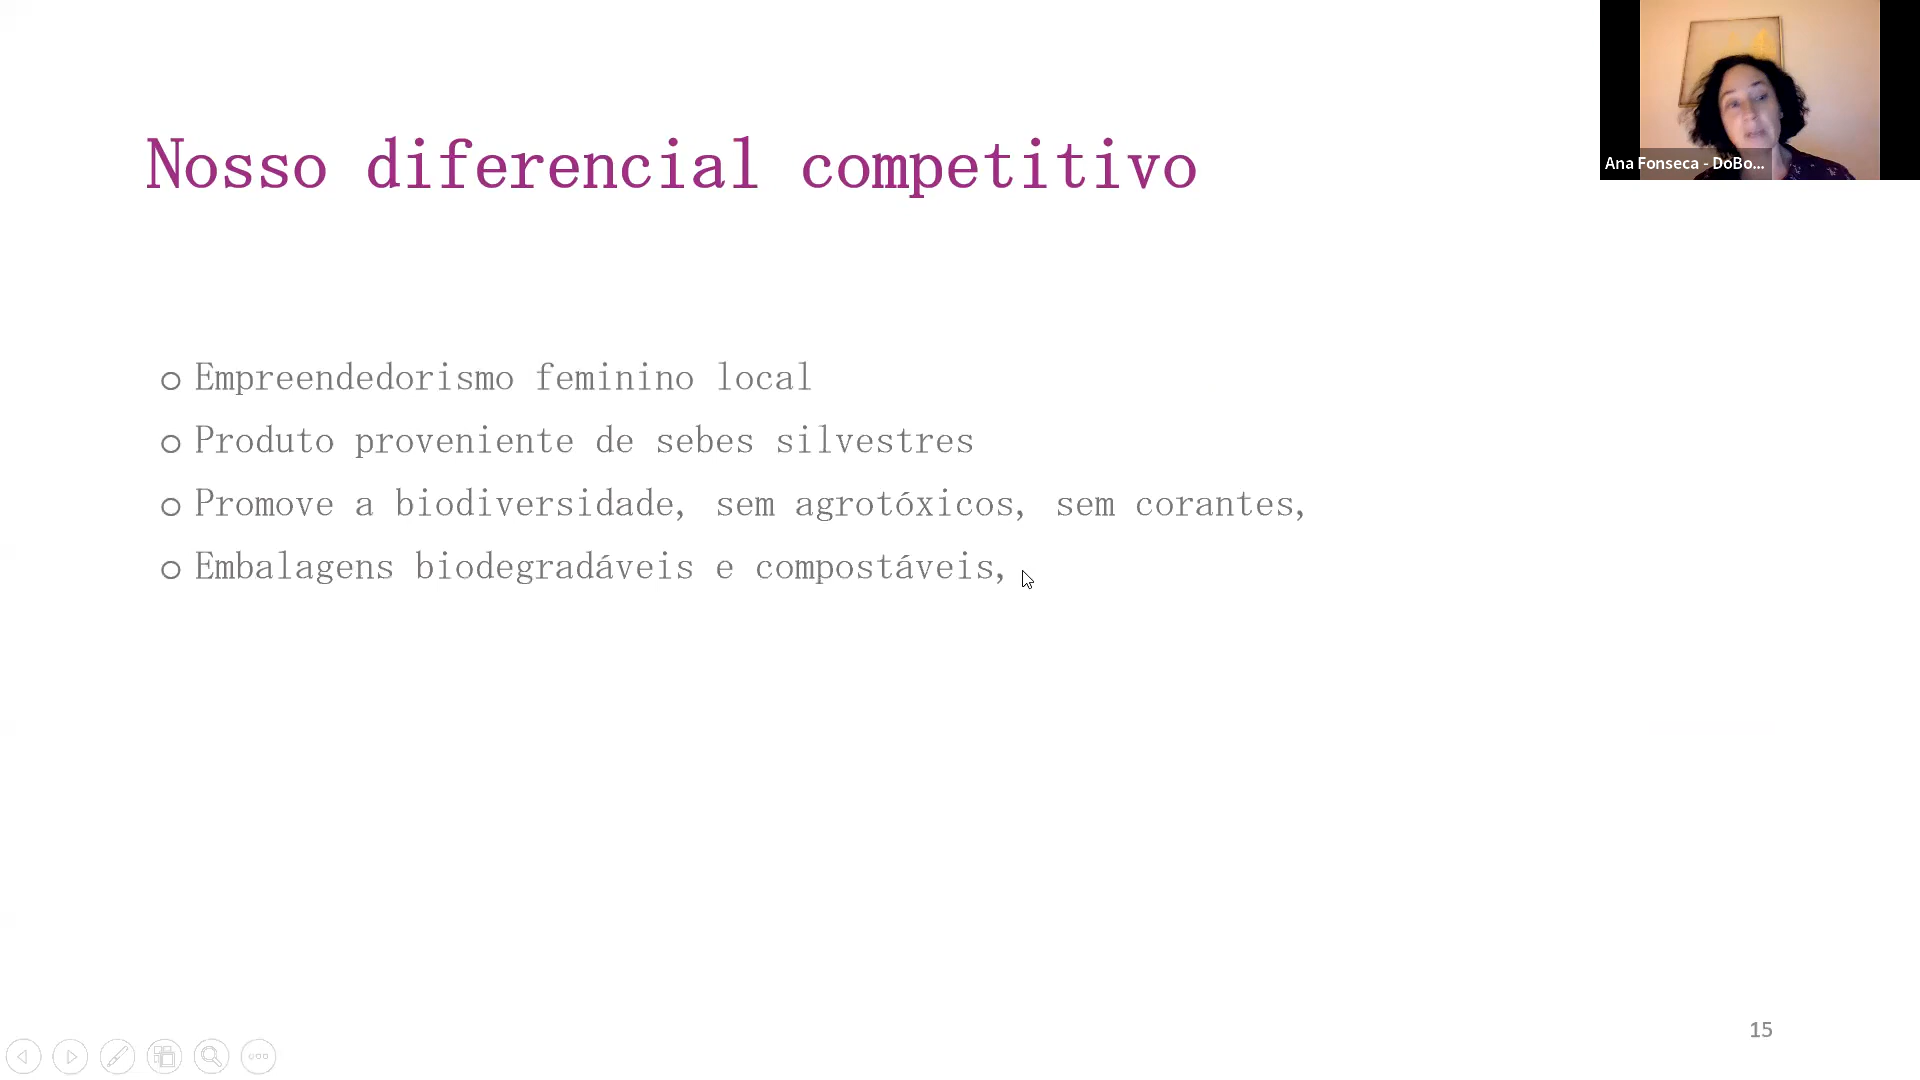 Nosso diferencial competitivo
Ana Fonseca - DoBo...
Empreendedorismo feminino local
Produto proveniente de sebes silvestres
Promove a biodiversidade, sem agrotóxicos, sem corantes,
Embalagens biodegradáveis e compostáveis,
15